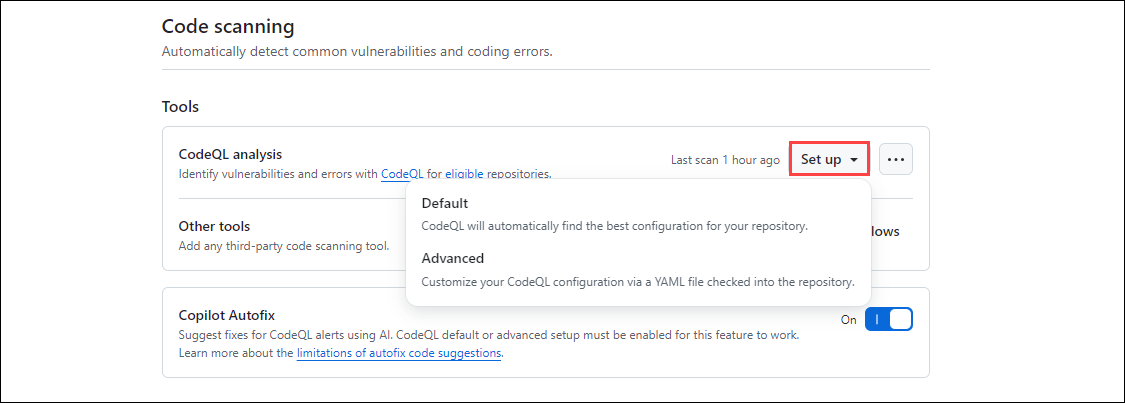 Code scanning
Automatically detect common vulnerabilities and coding errors.
Tools
CodeQL analysis
Identify vulnerabilities and errors with CodeQL for eligible repositories.
Last scan 1 hour ago
Set up
Default
CodeQL will automatically find the best configuration for your repository.
Advanced
Customize your CodeQL configuration via a YAML file checked into the repository.
Other tools
Add any third-party code scanning tool.
lows
Copilot Autofix
Suggest fixes for CodeQL alerts using AI. CodeQL default or advanced setup must be enabled for this feature to work.
Learn more about the limitations of autofix code suggestions.
On